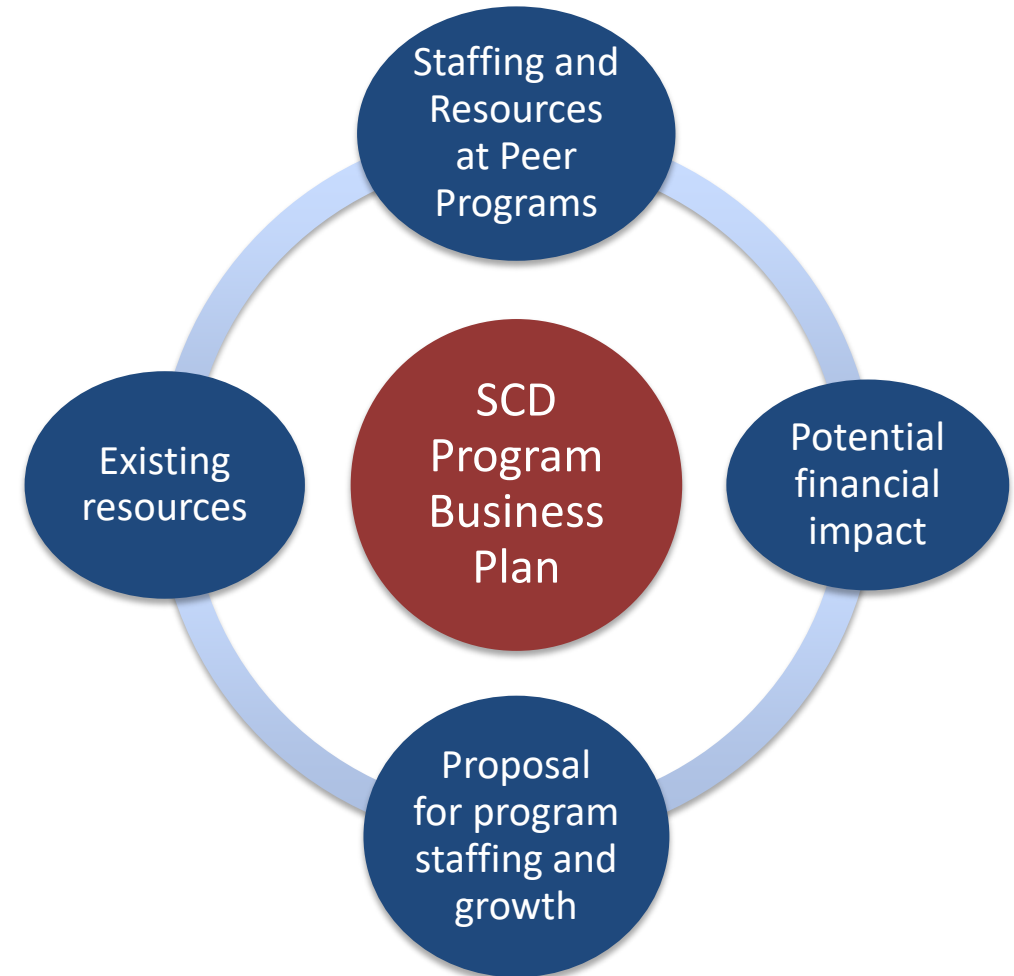 Staffing and
Resources
at Peer
Programs
Existing
resources
SCD
Program
Business
Plan
Potential
financial
impact
Proposal
for program
staffing and
growth